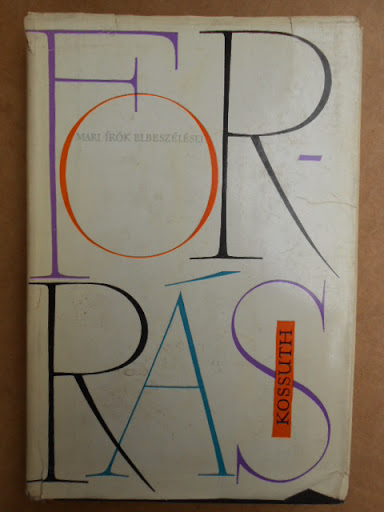 FOR-
MARI ÍRÓK ELBESZÉLÉSEI
RÁS
KOSSUTH